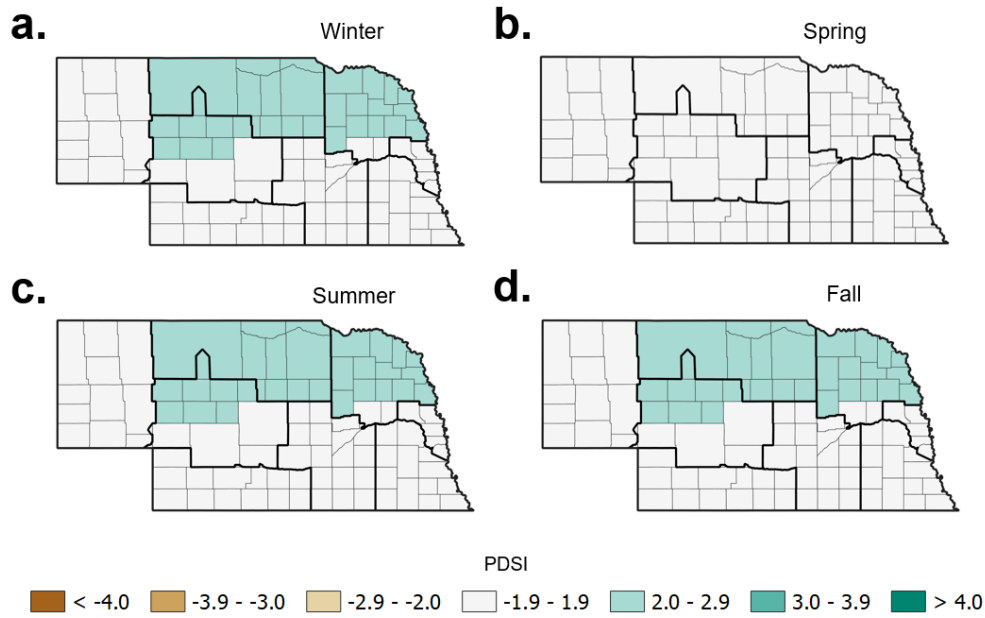 a.
Winter
b.
Spring
c.
Summer
d.
Fall
PDSI
< -4.0 -3.9 - -3.0 -2.9 - -2.0 -1.9 - 1.9 2.0 - 2.9 3.0 - 3.9 > 4.0